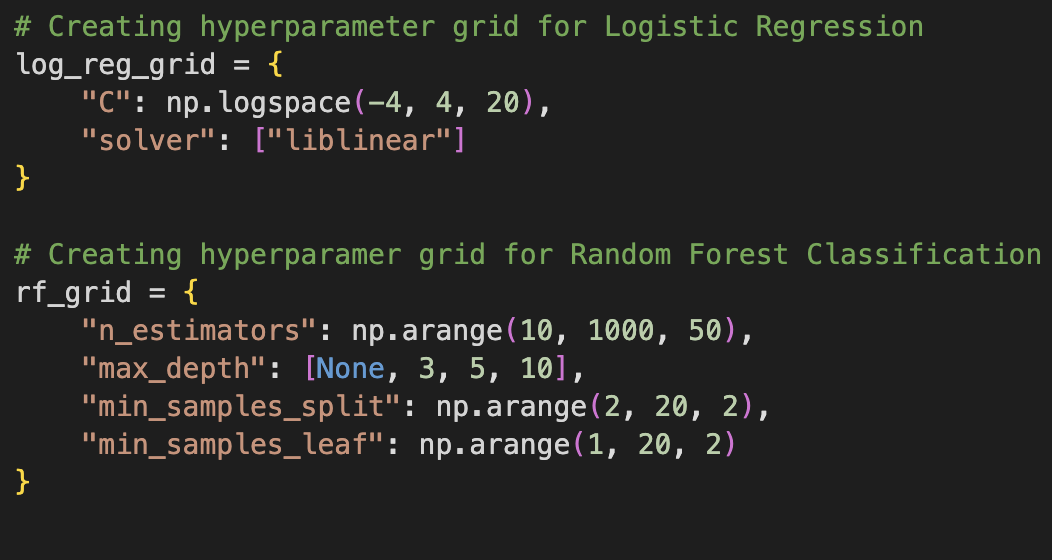 # Creating hyperparameter grid for Logistic Regression
log_reg_grid = {
    "C": np.logspace(-4, 4, 20),
    "solver": ["liblinear"]
}

# Creating hyperparamer grid for Random Forest Classification
rf_grid = {
    "n_estimators": np.arange(10, 1000, 50),
    "max_depth": [None, 3, 5, 10],
    "min_samples_split": np.arange(2, 20, 2),
    "min_samples_leaf": np.arange(1, 20, 2)
}